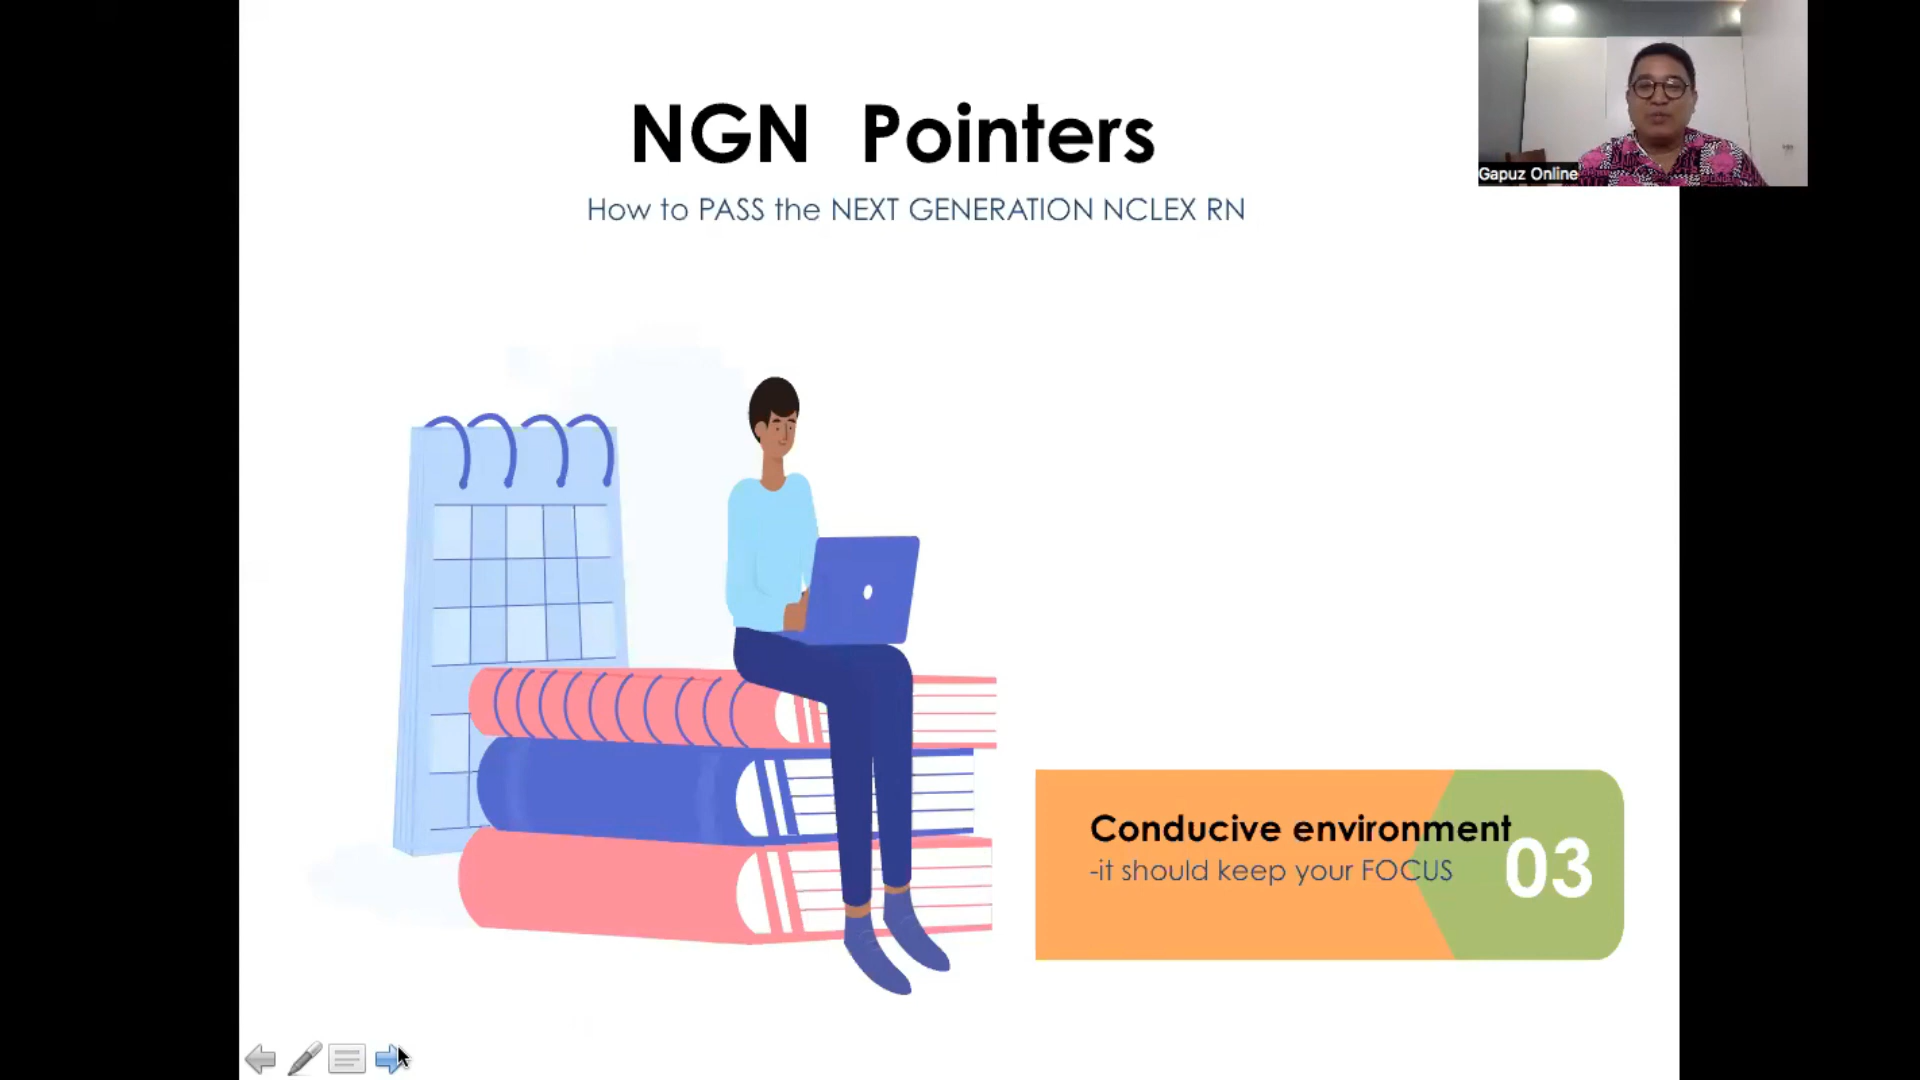 NGN Pointers
How to PASS the NEXT GENERATION NCLEX RN
Gapuz Online
Conducive environment
-it should keep your FOCUS
03